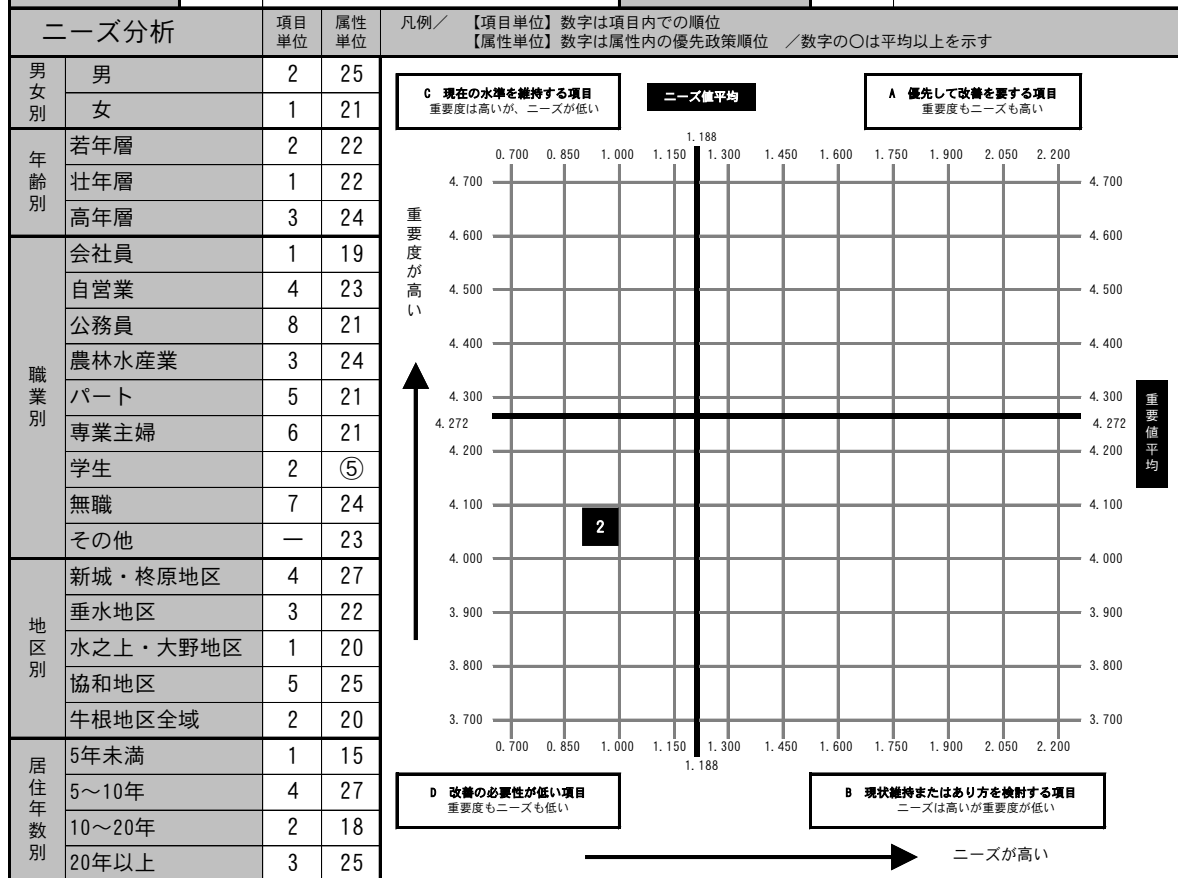 ニーズ分析 項目単位 属性単位
凡例／ 【項目単位】数字は項目内での順位
【属性単位】数字は属性内の優先政策順位 ／数字の〇は平均以上を示す
男女別
男 2 25
女 1 21
年齢別
若年層 2 22
壮年層 1 22
高年層 3 24
職業別
会社員 1 19
自営業 4 23
公務員 8 21
農林水産業 3 24
パート 5 21
専業主婦 6 21
学生 2 ⑤
無職 7 24
その他 ― 23
地区別
新城・柊原地区 4 27
垂水地区 3 22
水之上・大野地区 1 20
協和地区 5 25
牛根地区全域 2 20
居住年数別
5年未満 1 15
5～10年 4 27
10～20年 2 18
20年以上 3 25
C 現在の水準を維持する項目
重要度は高いが、ニーズが低い
ニーズ値平均
A 優先して改善を要する項目
重要度もニーズも高い
1.188
0.700 0.850 1.000 1.150 1.300 1.450 1.600 1.750 1.900 2.050 2.200
重要度が高い
4.700 4.700
4.600 4.600
4.500 4.500
4.400 4.400
4.300 4.300
4.272 4.272
重要値平均
4.200 4.200
4.100 4.100
2
4.000 4.000
3.900 3.900
3.800 3.800
3.700 3.700
0.700 0.850 1.000 1.150 1.300 1.450 1.600 1.750 1.900 2.050 2.200
1.188
D 改善の必要性が低い項目
重要度もニーズも低い
B 現状維持またはあり方を検討する項目
ニーズは高いが重要度が低い
ニーズが高い